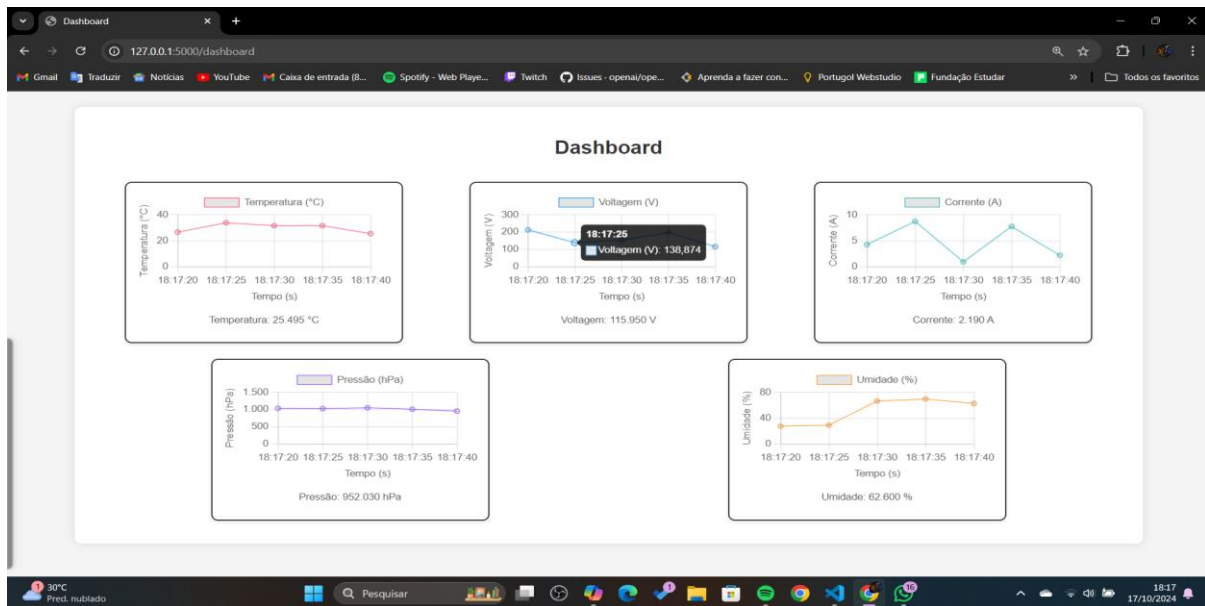 Dashboard
127.0.0.1:5000/dashboard
Gmail Traduzir Notícias YouTube Caixa de entrada (8... Spotify - Web Playe... Twitch Issues · openai/ope... Aprenda a fazer con... Portugol Webstudio Fundação Estudar » Todos os favoritos
Dashboard
Temperatura (°C)
Temperatura (°C)
40
20
0
18:17:20 18:17:25 18:17:30 18:17:35 18:17:40
Tempo (s)
Temperatura: 25.495 °C
Voltagem (V)
Voltagem (V)
300
200
100
0
18:17:25
Voltagem (V): 138,874
18:17:20 18:17:25 18:17:30 18:17:35 18:17:40
Tempo (s)
Voltagem: 115.950 V
Corrente (A)
Corrente (A)
10
5
0
18:17:20 18:17:25 18:17:30 18:17:35 18:17:40
Tempo (s)
Corrente: 2.190 A
Pressão (hPa)
Pressão (hPa)
1.500
1.000
500
0
18:17:20 18:17:25 18:17:30 18:17:35 18:17:40
Tempo (s)
Pressão: 952.030 hPa
Umidade (%)
Umidade (%)
80
40
0
18:17:20 18:17:25 18:17:30 18:17:35 18:17:40
Tempo (s)
Umidade: 62.600 %
1
30°C
Pred. nublado
Pesquisar
1
16
18:17
17/10/2024